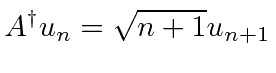 A†uₙ = √(n + 1)uₙ₊₁